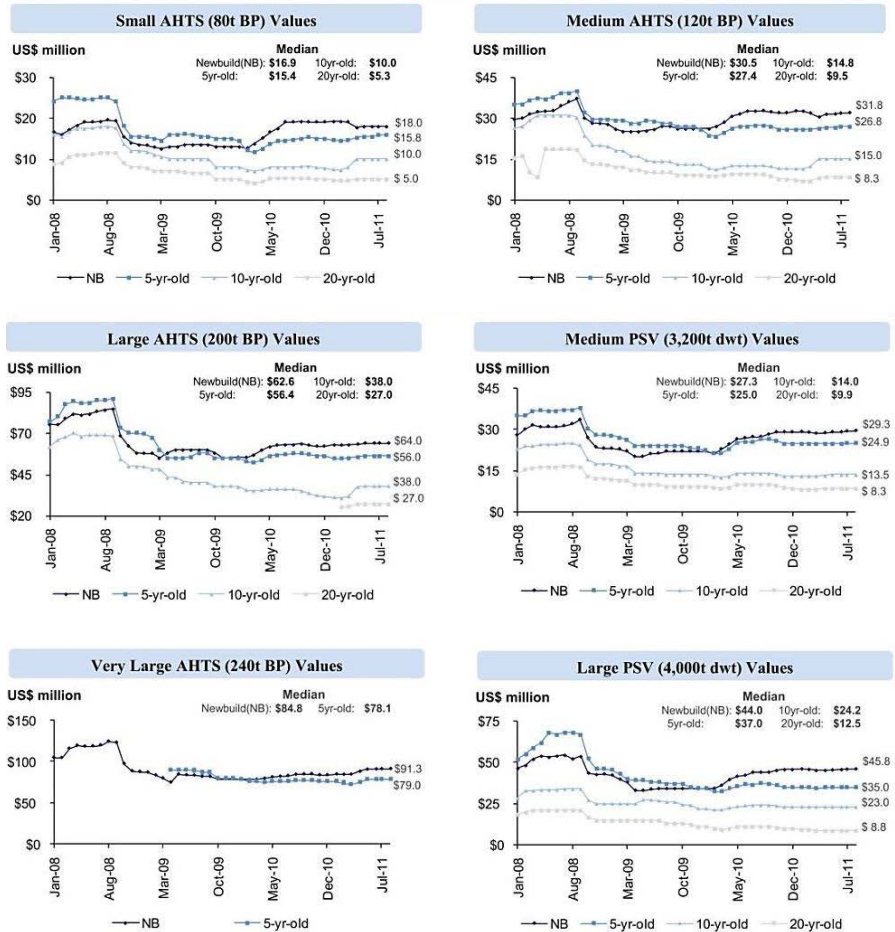 Small AHTS (80t BP) Values
US$ million
Median
Newbuild(NB): $16.9 10yr-old: $10.0
5yr-old: $15.4 20yr-old: $5.3
$30
$20
$10
$0
$18.0
$15.8
$10.0
$ 5.0
Jan-08 Aug-08 Mar-09 Oct-09 May-10 Dec-10 Jul-11
NB 5-yr-old 10-yr-old 20-yr-old
Medium AHTS (120t BP) Values
US$ million
Median
Newbuild(NB): $30.5 10yr-old: $14.8
5yr-old: $27.4 20yr-old: $9.5
$45
$30
$15
$0
$31.8
$26.8
$15.0
$ 8.3
Jan-08 Aug-08 Mar-09 Oct-09 May-10 Dec-10 Jul-11
NB 5-yr-old 10-yr-old 20-yr-old
Large AHTS (200t BP) Values
US$ million
Median
Newbuild(NB): $62.6 10yr-old: $38.0
5yr-old: $56.4 20yr-old: $27.0
$95
$70
$45
$20
$64.0
$56.0
$38.0
$ 27.0
Jan-08 Aug-08 Mar-09 Oct-09 May-10 Dec-10 Jul-11
NB 5-yr-old 10-yr-old 20-yr-old
Medium PSV (3,200t dwt) Values
US$ million
Median
Newbuild(NB): $27.3 10yr-old: $14.0
5yr-old: $25.0 20yr-old: $9.9
$45
$30
$15
$0
$29.3
$24.9
$13.5
$ 8.3
Jan-08 Aug-08 Mar-09 Oct-09 May-10 Dec-10 Jul-11
NB 5-yr-old 10-yr-old 20-yr-old
Very Large AHTS (240t BP) Values
US$ million
Median
Newbuild(NB): $84.8 5yr-old: $78.1
$150
$100
$50
$0
$91.3
$79.0
Jan-08 Aug-08 Mar-09 Oct-09 May-10 Dec-10 Jul-11
NB 5-yr-old
Large PSV (4,000t dwt) Values
US$ million
Median
Newbuild(NB): $44.0 10yr-old: $24.2
5yr-old: $37.0 20yr-old: $12.5
$75
$50
$25
$0
$45.8
$35.0
$23.0
$ 8.8
Jan-08 Aug-08 Mar-09 Oct-09 May-10 Dec-10 Jul-11
NB 5-yr-old 10-yr-old 20-yr-old